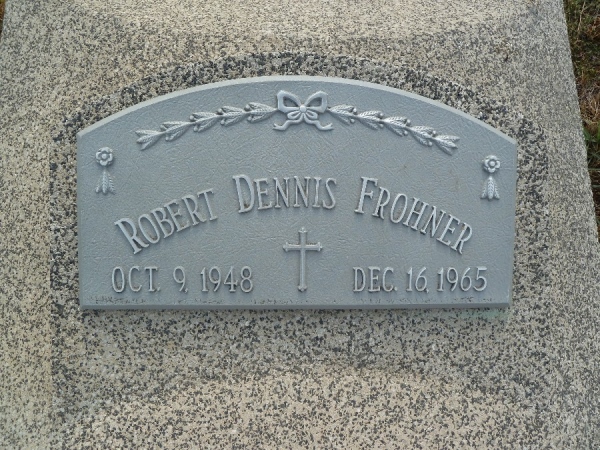 ROBERT DENNIS FROHNER
OCT. 9, 1948 DEC. 16, 1965